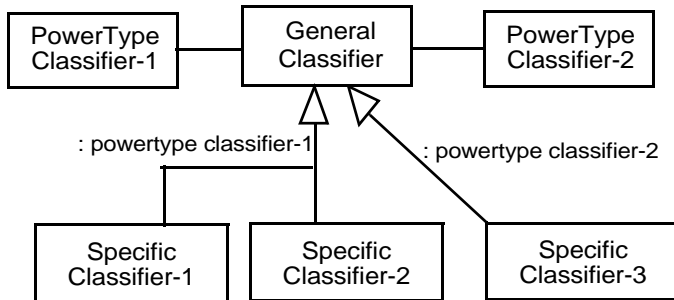 PowerType
Classifier-1
General
Classifier
PowerType
Classifier-2
: powertype classifier-1
: powertype classifier-2
Specific
Classifier-1
Specific
Classifier-2
Specific
Classifier-3